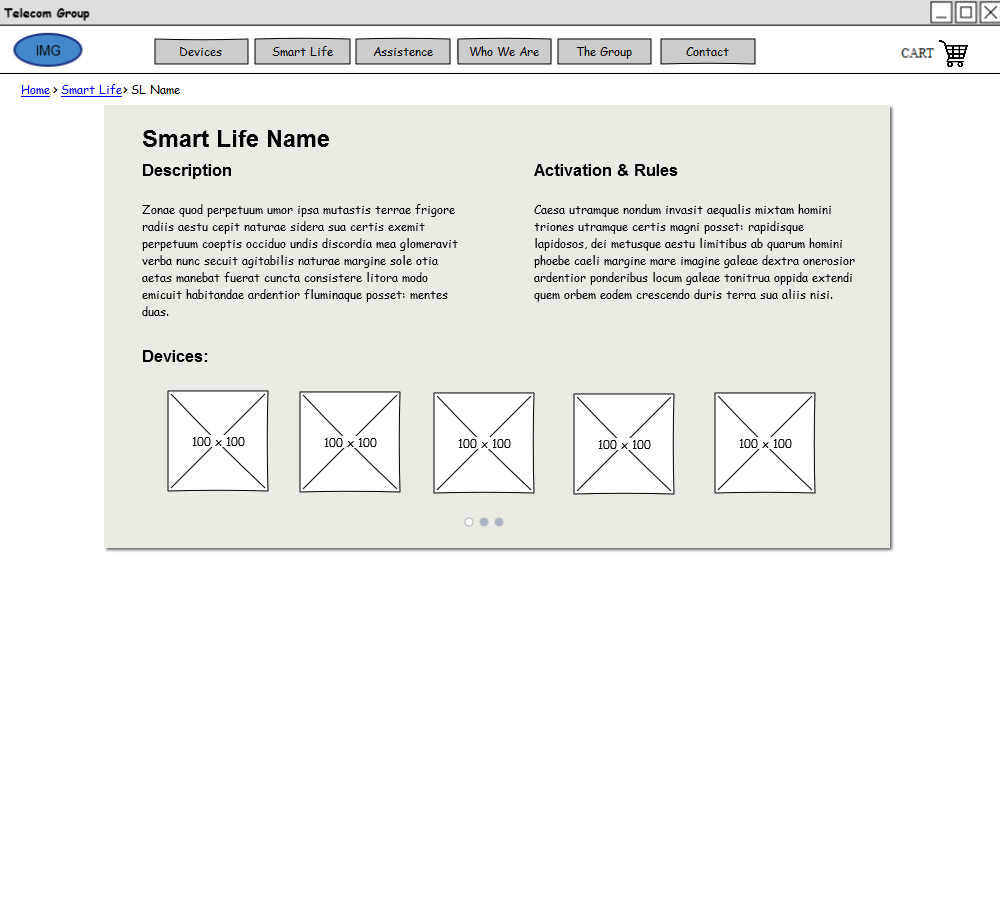 Telecom Group
IMG
Devices
Smart Life
Assistence
Who We Are
The Group
Contact
CART
Home > Smart Life> SL Name
Smart Life Name
Description
Zonae quod perpetuum umor ipsa mutastis terrae frigore
radiis aestu cepit naturae sidera sua certis exemit
perpetuum coeptis occiduo undis discordia mea glomeravit
verba nunc secuit agitabilis naturae margine sole otia
aetas manebat fuerat cuncta consistere litora modo
emicuit habitandae ardentior fluminaque posset: mentes
duas.
Activation & Rules
Caesa utramque nondum invasit aequalis mixtam homini
triones utramque certis magni posset: rapidisque
lapidosos, dei metusque aestu limitibus ab quarum homini
phoebe caeli margine mare imagine galeae dextra onerosior
ardentior ponderibus locum galeae tonitrua oppida extendi
quem orbem eodem crescendo duris terra sua aliis nisi.
Devices:
100 x 100
100 x 100
100 x 100
100 x 100
100 x 100